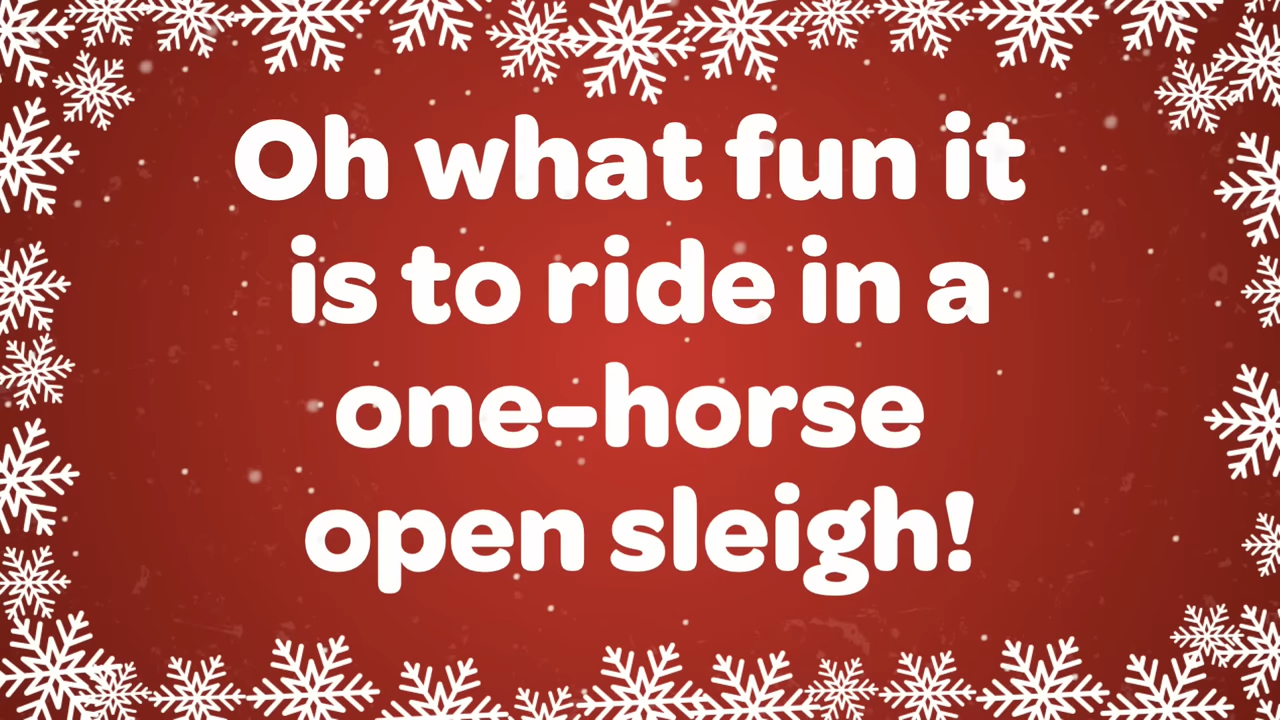 Oh what fun it
is to ride in a
one-horse
open sleigh!